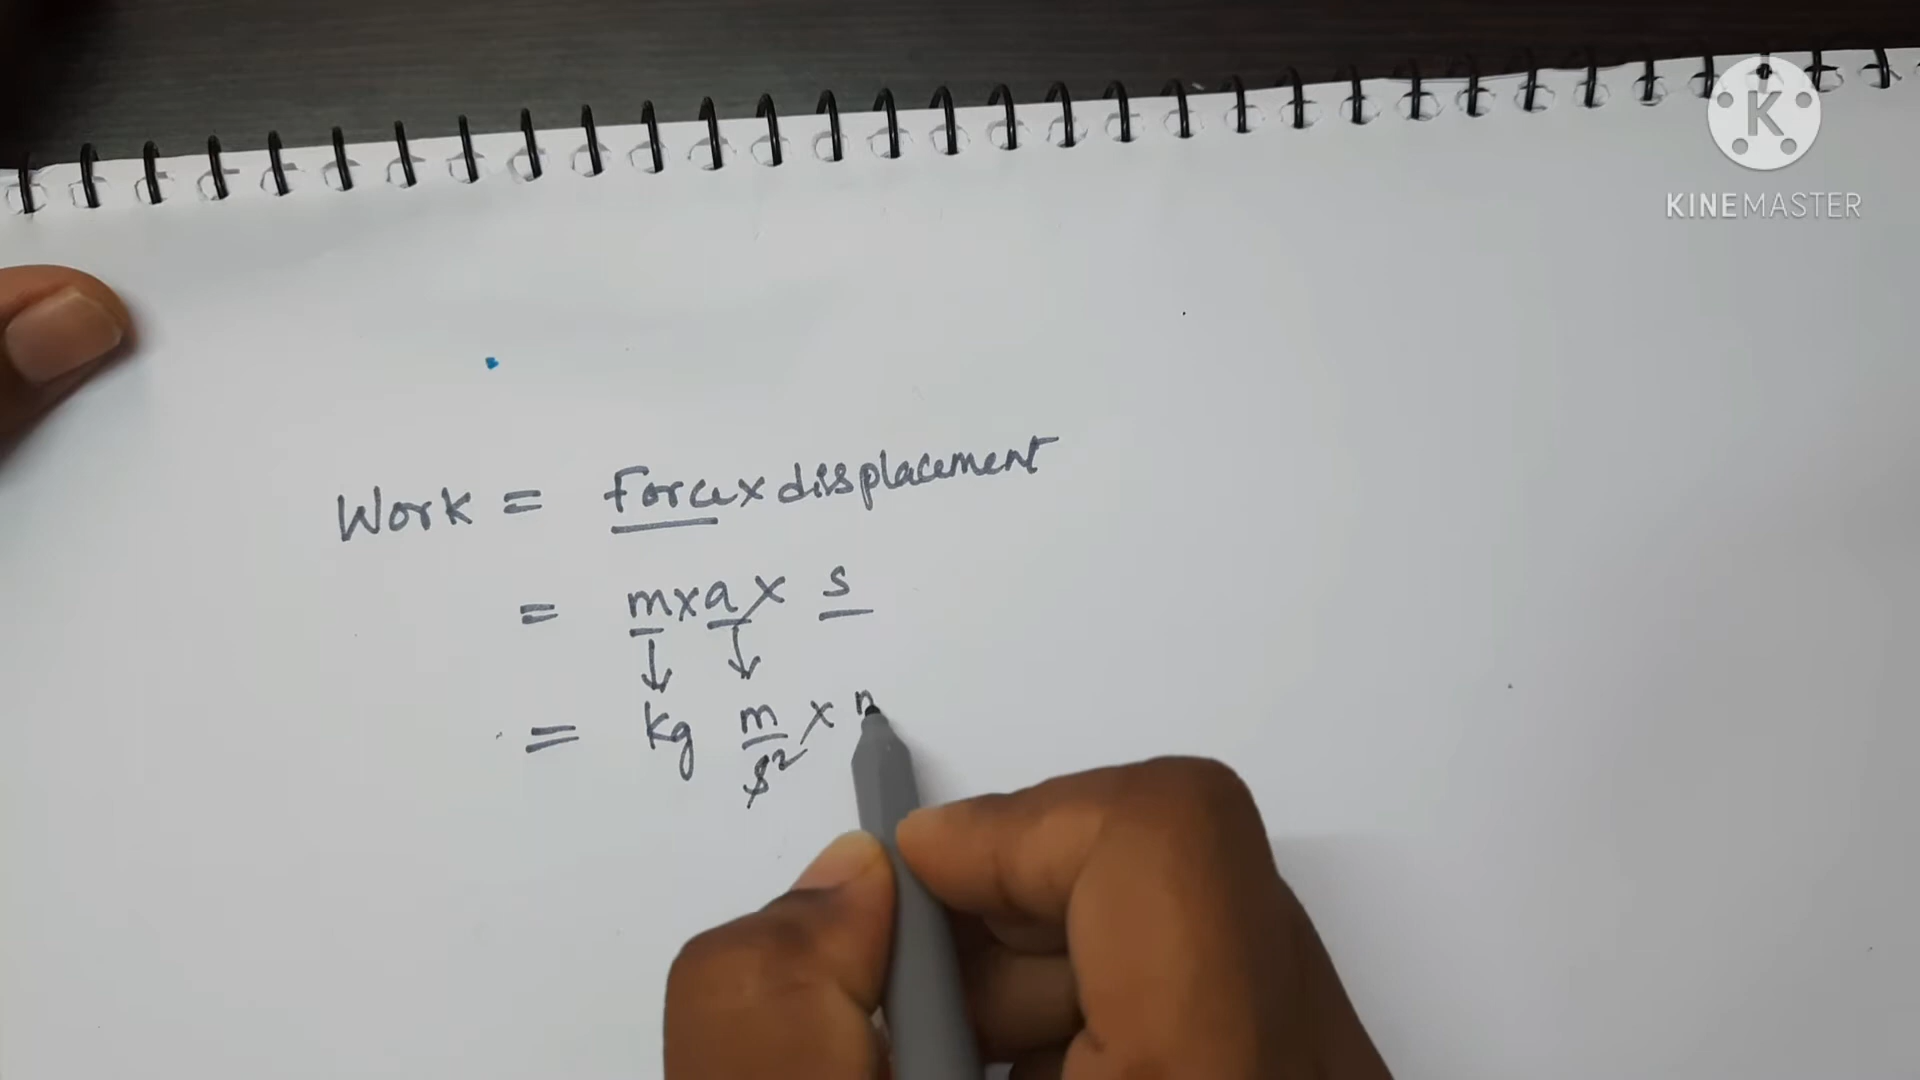 K
KINEMASTER
Work = Force x displacement
= m x a x s
↓ ↓
= kg m/s² x